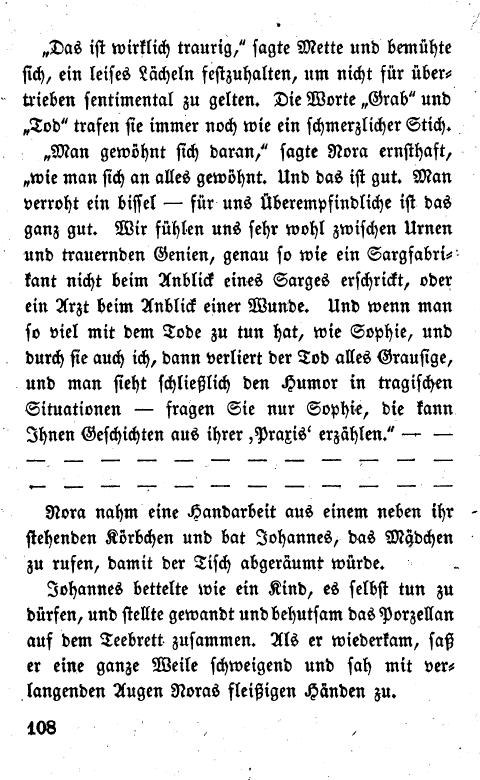 „Das ist wirklich traurig,“ sagte Mette und bemühte
sich, ein leises Lächeln festzuhalten, um nicht für über-
trieben sentimental zu gelten. Die Worte „Grab“ und
„Tod“ trafen sie immer noch wie ein schmerzlicher Stich.
„Man gewöhnt sich daran,“ sagte Nora ernsthaft,
„wie man sich an alles gewöhnt. Und das ist gut. Man
verroht ein bissel — für uns Überempfindliche ist das
ganz gut. Wir fühlen uns sehr wohl zwischen Urnen
und trauernden Genien, genau so wie ein Sargfabri-
kant nicht beim Anblick eines Sarges erschrickt, oder
ein Arzt beim Anblick einer Wunde. Und wenn man
so viel mit dem Tode zu tun hat, wie Sophie, und
durch sie auch ich, dann verliert der Tod alles Grausige,
und man sieht schließlich den Humor in tragischen
Situationen — fragen Sie nur Sophie, die kann
Ihnen Geschichten aus ihrer ‚Praxis‘ erzählen.“ — —
— — — — — — — — — — — —
— — — — — — — — — — — —
Nora nahm eine Handarbeit aus einem neben ihr
stehenden Körbchen und bat Johannes, das Mädchen
zu rufen, damit der Tisch abgeräumt würde.
Johannes bettelte wie ein Kind, es selbst tun zu
dürfen, und stellte gewandt und behutsam das Porzellan
auf dem Teebrett zusammen. Als er wiederkam, saß
er eine ganze Weile schweigend und sah mit ver-
langenden Augen Noras fleißigen Händen zu.
108